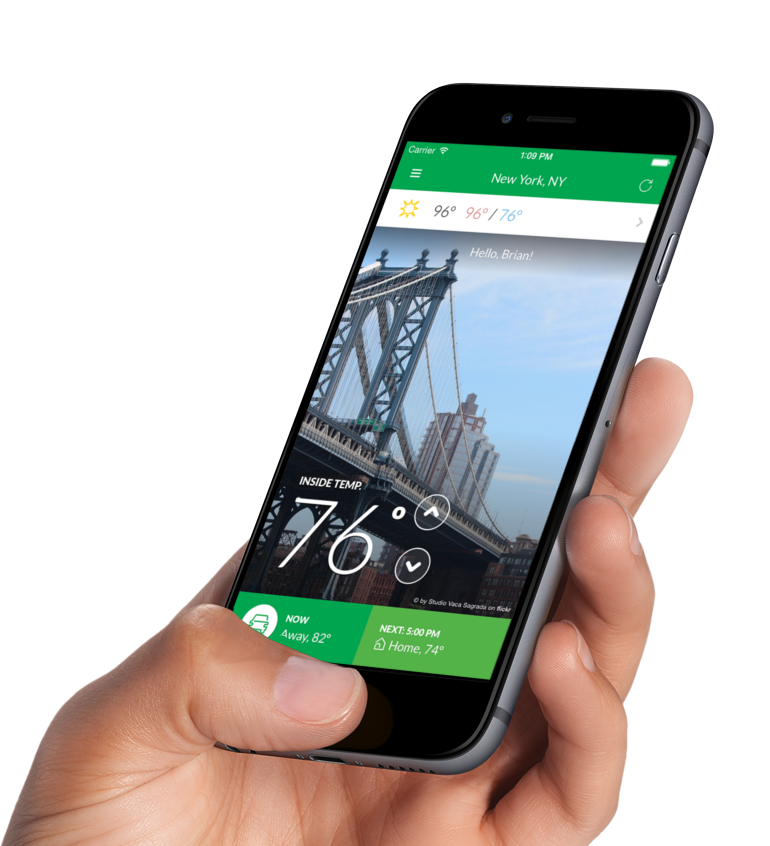 Carrier 1:09 PM
New York, NY
96° 96° / 76°
Hello, Brian!
INSIDE TEMP.
76°
© by Studio Vaca Sagrada on flickr
NOW
Away, 82°
NEXT: 5:00 PM
Home, 74°